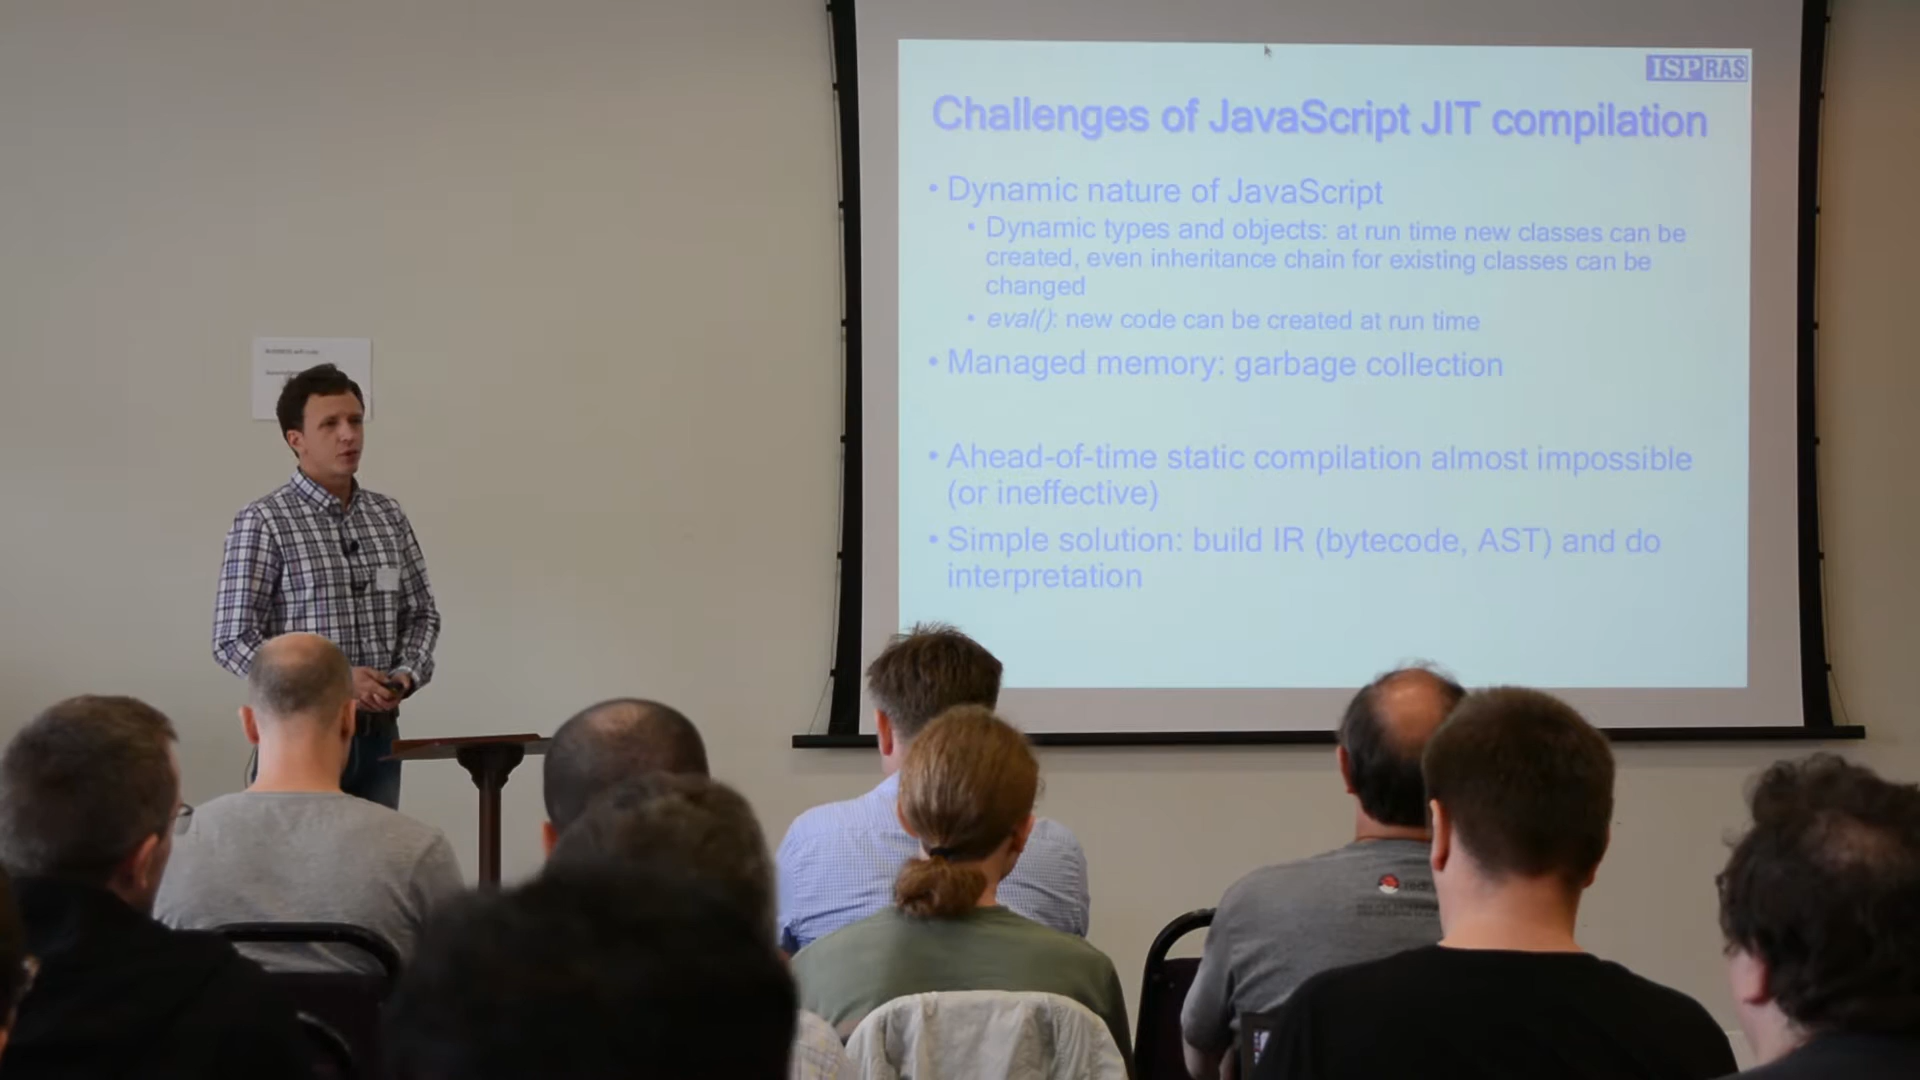 ISP RAS
Challenges of JavaScript JIT compilation
• Dynamic nature of JavaScript
• Dynamic types and objects: at run time new classes can be
created, even inheritance chain for existing classes can be
changed
• eval(): new code can be created at run time
• Managed memory: garbage collection
• Ahead-of-time static compilation almost impossible
(or ineffective)
• Simple solution: build IR (bytecode, AST) and do
interpretation